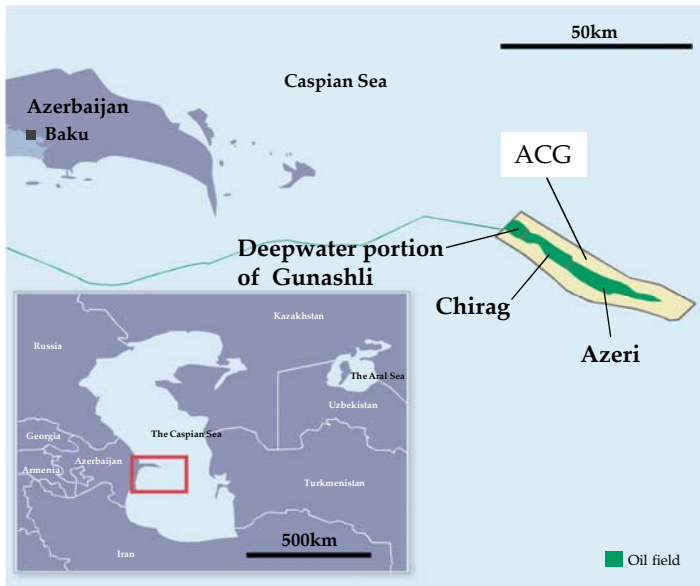 50km
Caspian Sea
Azerbaijan
Baku
ACG
Deepwater portion
of Gunashli
Chirag
Azeri
Kazakhstan
Russia
The Aral Sea
Uzbekistan
The Caspian Sea
Georgia
Azerbaijan
Armenia
Turkmenistan
Iran
500km
Oil field